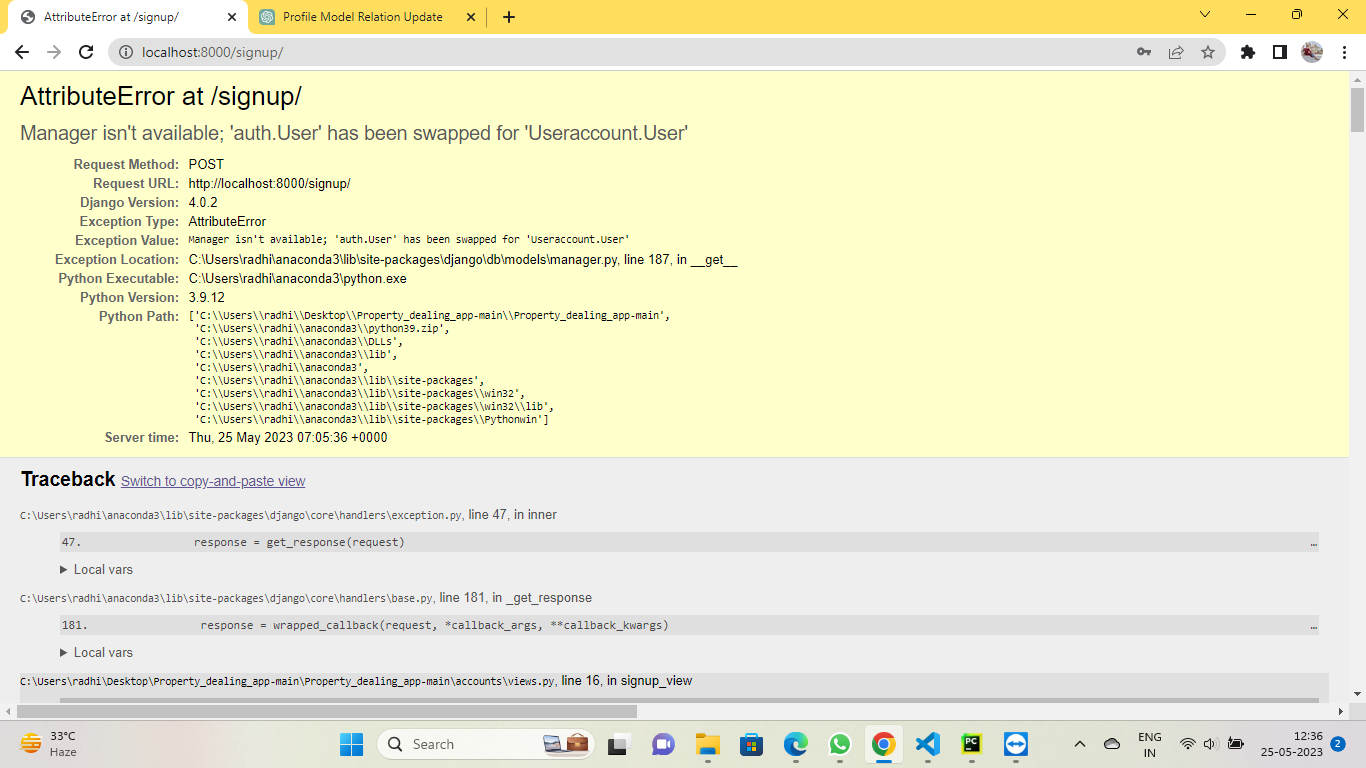 AttributeError at /signup/
Profile Model Relation Update
localhost:8000/signup/
AttributeError at /signup/
Manager isn't available; 'auth.User' has been swapped for 'Useraccount.User'
Request Method: POST
Request URL: http://localhost:8000/signup/
Django Version: 4.0.2
Exception Type: AttributeError
Exception Value: Manager isn't available; 'auth.User' has been swapped for 'Useraccount.User'
Exception Location: C:\Users\radhi\anaconda3\lib\site-packages\django\db\models\manager.py, line 187, in __get__
Python Executable: C:\Users\radhi\anaconda3\python.exe
Python Version: 3.9.12
Python Path: ['C:\\Users\\radhi\\Desktop\\Property_dealing_app-main\\Property_dealing_app-main',
'C:\\Users\\radhi\\anaconda3\\python39.zip',
'C:\\Users\\radhi\\anaconda3\\DLLs',
'C:\\Users\\radhi\\anaconda3\\lib',
'C:\\Users\\radhi\\anaconda3',
'C:\\Users\\radhi\\anaconda3\\lib\\site-packages',
'C:\\Users\\radhi\\anaconda3\\lib\\site-packages\\win32',
'C:\\Users\\radhi\\anaconda3\\lib\\site-packages\\win32\\lib',
'C:\\Users\\radhi\\anaconda3\\lib\\site-packages\\Pythonwin']
Server time: Thu, 25 May 2023 07:05:36 +0000
Traceback Switch to copy-and-paste view
C:\Users\radhi\anaconda3\lib\site-packages\django\core\handlers\exception.py, line 47, in inner
47. response = get_response(request) …
▶ Local vars
C:\Users\radhi\anaconda3\lib\site-packages\django\core\handlers\base.py, line 181, in _get_response
181. response = wrapped_callback(request, *callback_args, **callback_kwargs) …
▶ Local vars
C:\Users\radhi\Desktop\Property_dealing_app-main\Property_dealing_app-main\accounts\views.py, line 16, in signup_view
33°C
Haze
Search
PC
ENG
IN
12:36
25-05-2023
2